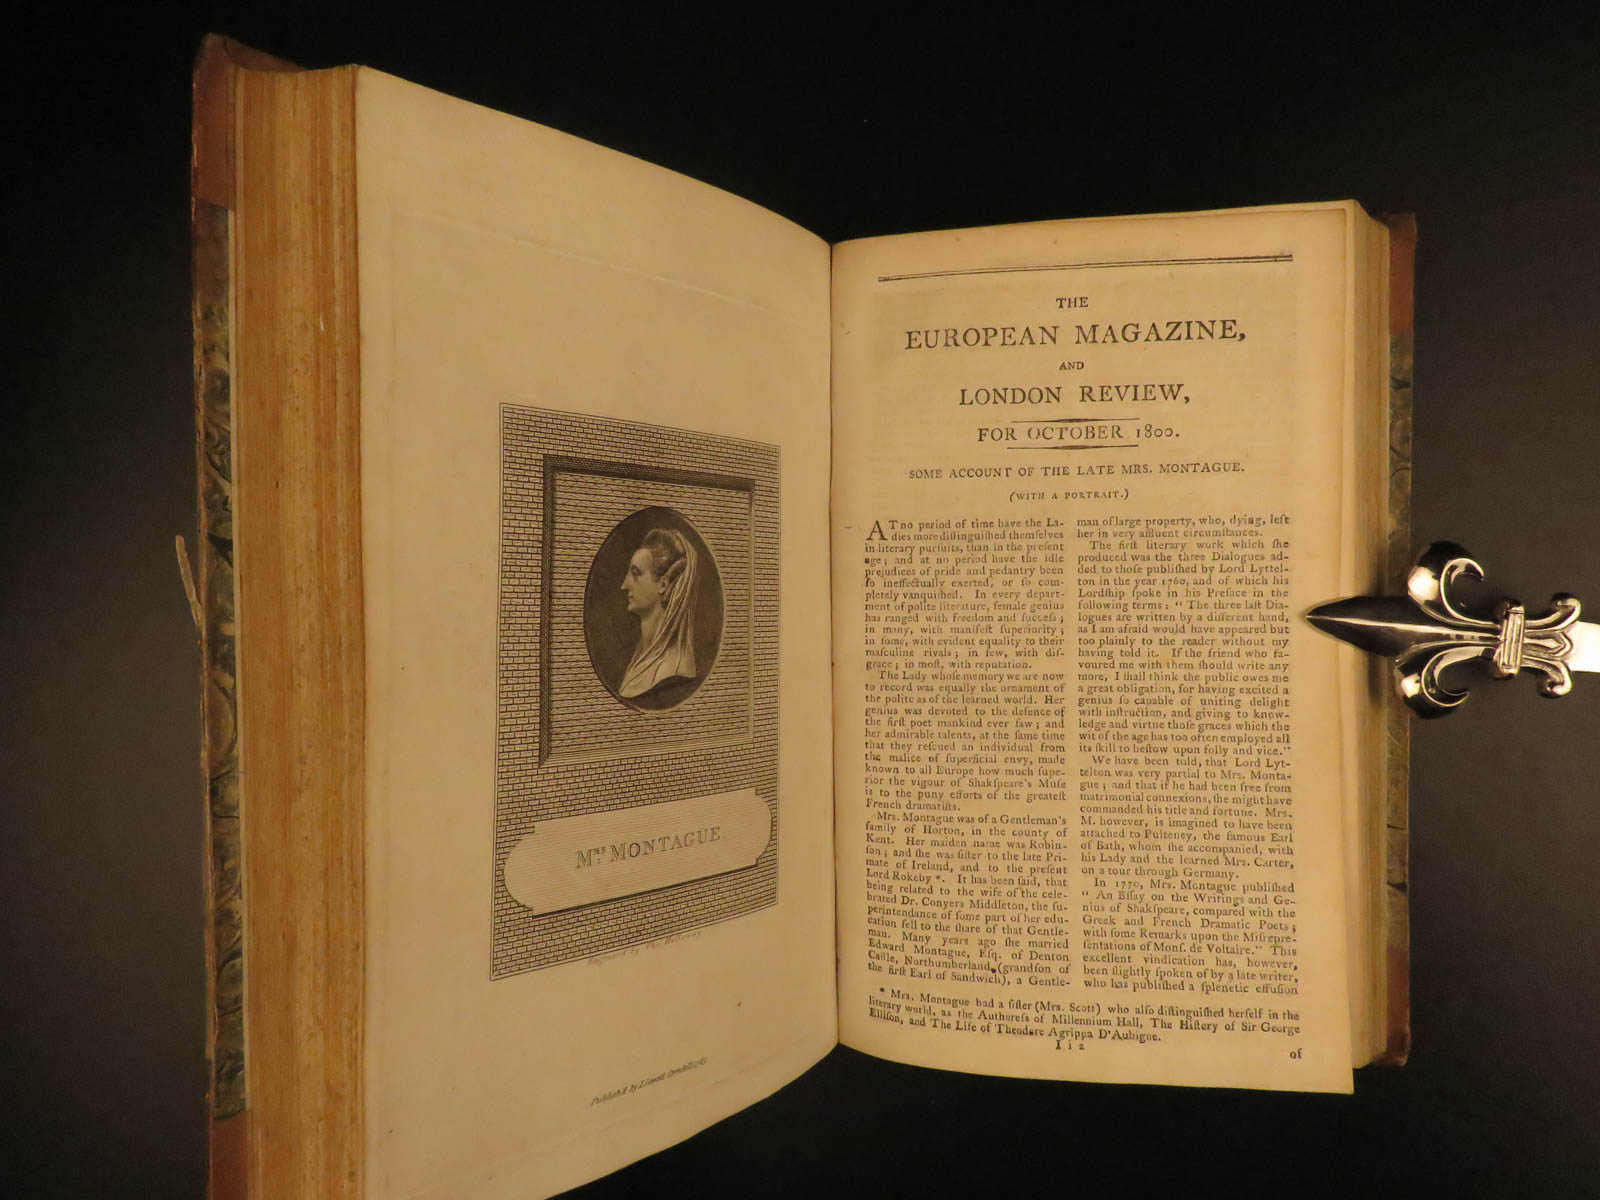 Mrs. MONTAGUE.
Engraved by Tho. Holloway
Published by J. Sewell Cornhill
THE
EUROPEAN MAGAZINE,
AND
LONDON REVIEW,
FOR OCTOBER 1800.
SOME ACCOUNT OF THE LATE MRS. MONTAGUE.
(WITH A PORTRAIT.)
AT no period of time have the La-
dies more diſtinguiſhed themſelves
in literary purſuits, than in the preſent
age; and at no period have the idle
prejudices of pride and pedantry been
ſo ineffectually exerted, or ſo com-
pletely vanquiſhed. In every depart-
ment of polite literature, female genius
has ranged with freedom and ſucceſs;
in many, with manifeſt ſuperiority;
in ſome, with evident equality to their
maſculine rivals; in few, with diſ-
grace; in moſt, with reputation.
The Lady whoſe memory we are now
to record was equally the ornament of
the polite as of the learned world. Her
genius was devoted to the defence of
the firſt poet mankind ever ſaw; and
her admirable talents, at the ſame time
that they reſcued an individual from
the malice of ſuperficial envy, made
known to all Europe how much ſupe-
rior the vigour of Shakſpeare's Muſe
is to the puny efforts of the greateſt
French dramatiſts.
Mrs. Montague was of a Gentleman's
family of Horton, in the county of
Kent. Her maiden name was Robin-
ſon; and ſhe was ſiſter to the late Pri-
mate of Ireland, and to the preſent
Lord Rokeby *. It has been ſaid, that
being related to the wife of the cele-
brated Dr. Conyers Middleton, the ſu-
perintendance of ſome part of her edu-
cation fell to the ſhare of that Gentle-
man. Many years ago ſhe married
Edward Montague, Eſq. of Denton
Caſtle, Northumberland, (grandſon of
the firſt Earl of Sandwich), a Gentle-
man of large property, who, dying, left
her in very affluent circumſtances.
The firſt literary work which ſhe
produced was the three Dialogues ad-
ded to thoſe publiſhed by Lord Lyttel-
ton in the year 1760, and of which his
Lordſhip ſpoke in his Preface in the
following terms: " The three laſt Dia-
logues are written by a different hand,
as I am afraid would have appeared but
too plainly to the reader without my
having told it. If the friend who fa-
voured me with them ſhould write any
more, I ſhall think the public owes me
a great obligation, for having excited a
genius ſo capable of uniting delight
with inſtruction, and giving to know-
ledge and virtue thoſe graces which the
wit of the age has too often employed all
its ſkill to beſtow upon folly and vice."
We have been told, that Lord Lyt-
telton was very partial to Mrs. Monta-
gue; and that if he had been free from
matrimonial connexions, ſhe might have
commanded his title and fortune. Mrs.
M. however, is imagined to have been
attached to Pulteney, the famous Earl
of Bath, whom ſhe accompanied, with
his Lady and the learned Mrs. Carter,
on a tour through Germany.
In 1770, Mrs. Montague publiſhed
" An Eſſay on the Writings and Ge-
nius of Shakſpeare, compared with the
Greek and French Dramatic Poets;
with ſome Remarks upon the Miſrepre-
ſentations of Monſ. de Voltaire." This
excellent vindication has, however,
been ſlightly ſpoken of by a late writer,
who has publiſhed a ſplenetic effuſion
* Mrs. Montague had a ſiſter (Mrs. Scott) who alſo diſtinguiſhed herſelf in the
literary world, as the Authoreſs of Millennium Hall, The Hiſtory of Sir George
Elliſon, and The Life of Theodore Agrippa D'Aubigne.
I i 2
of